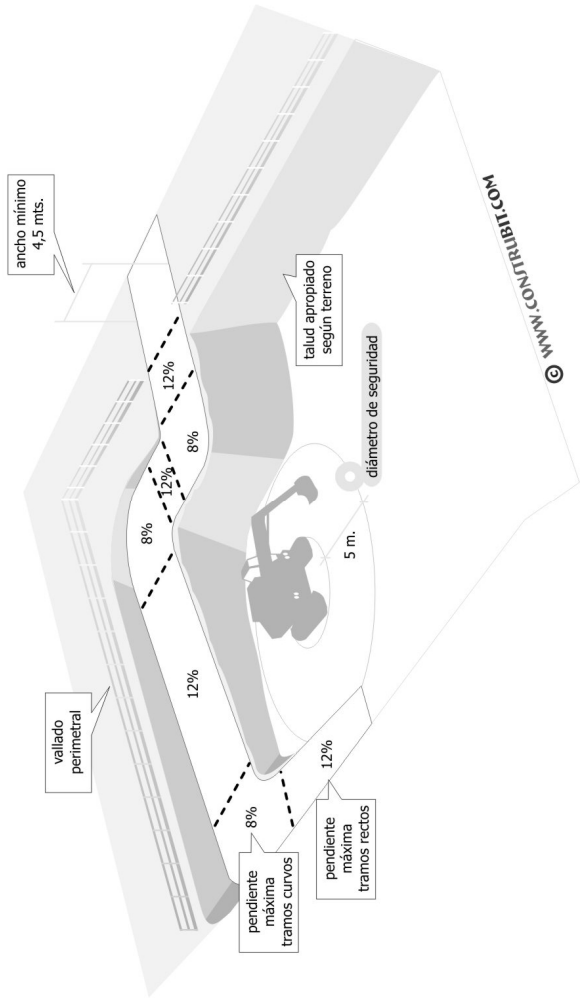 vallado
perimetral
ancho mínimo
4,5 mts.
12%
8%
12%
8%
12%
8%
12%
pendiente
máxima
tramos curvos
pendiente
máxima
tramos rectos
talud apropiado
según terreno
diámetro de seguridad
5 m.
© WWW.CONSTRUBIT.COM